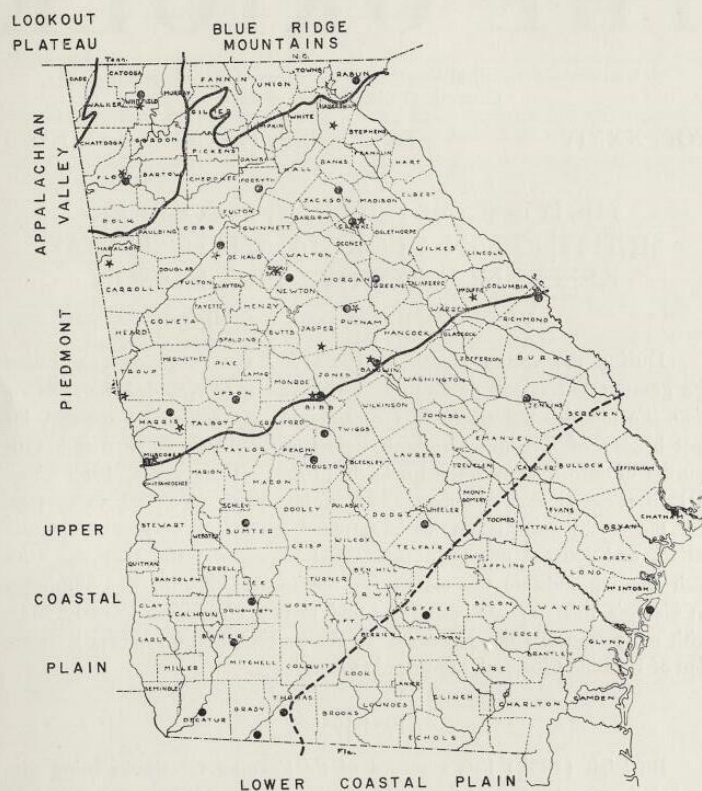 LOOKOUT
PLATEAU
BLUE RIDGE
MOUNTAINS
Tenn.
N.C.
DADE
CATOOSA
WALKER
WHITFIELD
MURRAY
FANNIN
UNION
TOWNS
RABUN
GILMER
WHITE
STEPHENS
CHATTOOGA
GORDON
PICKENS
HALL
BANKS
FRANKLIN
HART
FLOYD
BARTOW
CHEROKEE
FORSYTH
JACKSON
MADISON
ELBERT
APPALACHIAN
VALLEY
POLK
PAULDING
COBB
FULTON
GWINNETT
BARROW
CLARKE
OCONEE
OGLETHORPE
WILKES
LINCOLN
HARALSON
DOUGLAS
DE KALB
WALTON
CARROLL
FULTON
CLAYTON
NEWTON
MORGAN
GREENE
TALIAFERRO
COLUMBIA
S.C.
PIEDMONT
HEARD
COWETA
FAYETTE
HENRY
BUTTS
JASPER
PUTNAM
HANCOCK
WARREN
GLASCOCK
RICHMOND
TROUP
MERIWETHER
SPALDING
PIKE
LAMAR
MONROE
JONES
BALDWIN
WASHINGTON
JEFFERSON
BURKE
Ala.
UPSON
BIBB
WILKINSON
JOHNSON
JENKINS
SCREVEN
HARRIS
TALBOT
CRAWFORD
TWIGGS
EMANUEL
MUSCOGEE
TAYLOR
PEACH
HOUSTON
BLECKLEY
LAURENS
TREUTLEN
CANDLER
BULLOCK
EFFINGHAM
CHATTAHOOCHEE
MARION
MACON
MONTGOMERY
UPPER
STEWART
WEBSTER
SCHLEY
SUMTER
DOOLEY
PULASKI
DODGE
WHEELER
TOOMBS
TATTNALL
EVANS
BRYAN
CHATHAM
QUITMAN
CRISP
WILCOX
TELFAIR
RANDOLPH
TERRELL
LEE
TURNER
BEN HILL
JEFF DAVIS
APPLING
LONG
LIBERTY
COASTAL
CLAY
CALHOUN
DOUGHERTY
WORTH
TIFT
IRWIN
COFFEE
BACON
WAYNE
McINTOSH
EARLY
BAKER
BERRIEN
ATKINSON
PIERCE
BRANTLEY
GLYNN
PLAIN
MILLER
MITCHELL
COLQUITT
COOK
LANIER
WARE
SEMINOLE
DECATUR
GRADY
THOMAS
BROOKS
LOWNDES
CLINCH
ECHOLS
CHARLTON
CAMDEN
Fla.
LOWER COASTAL PLAIN